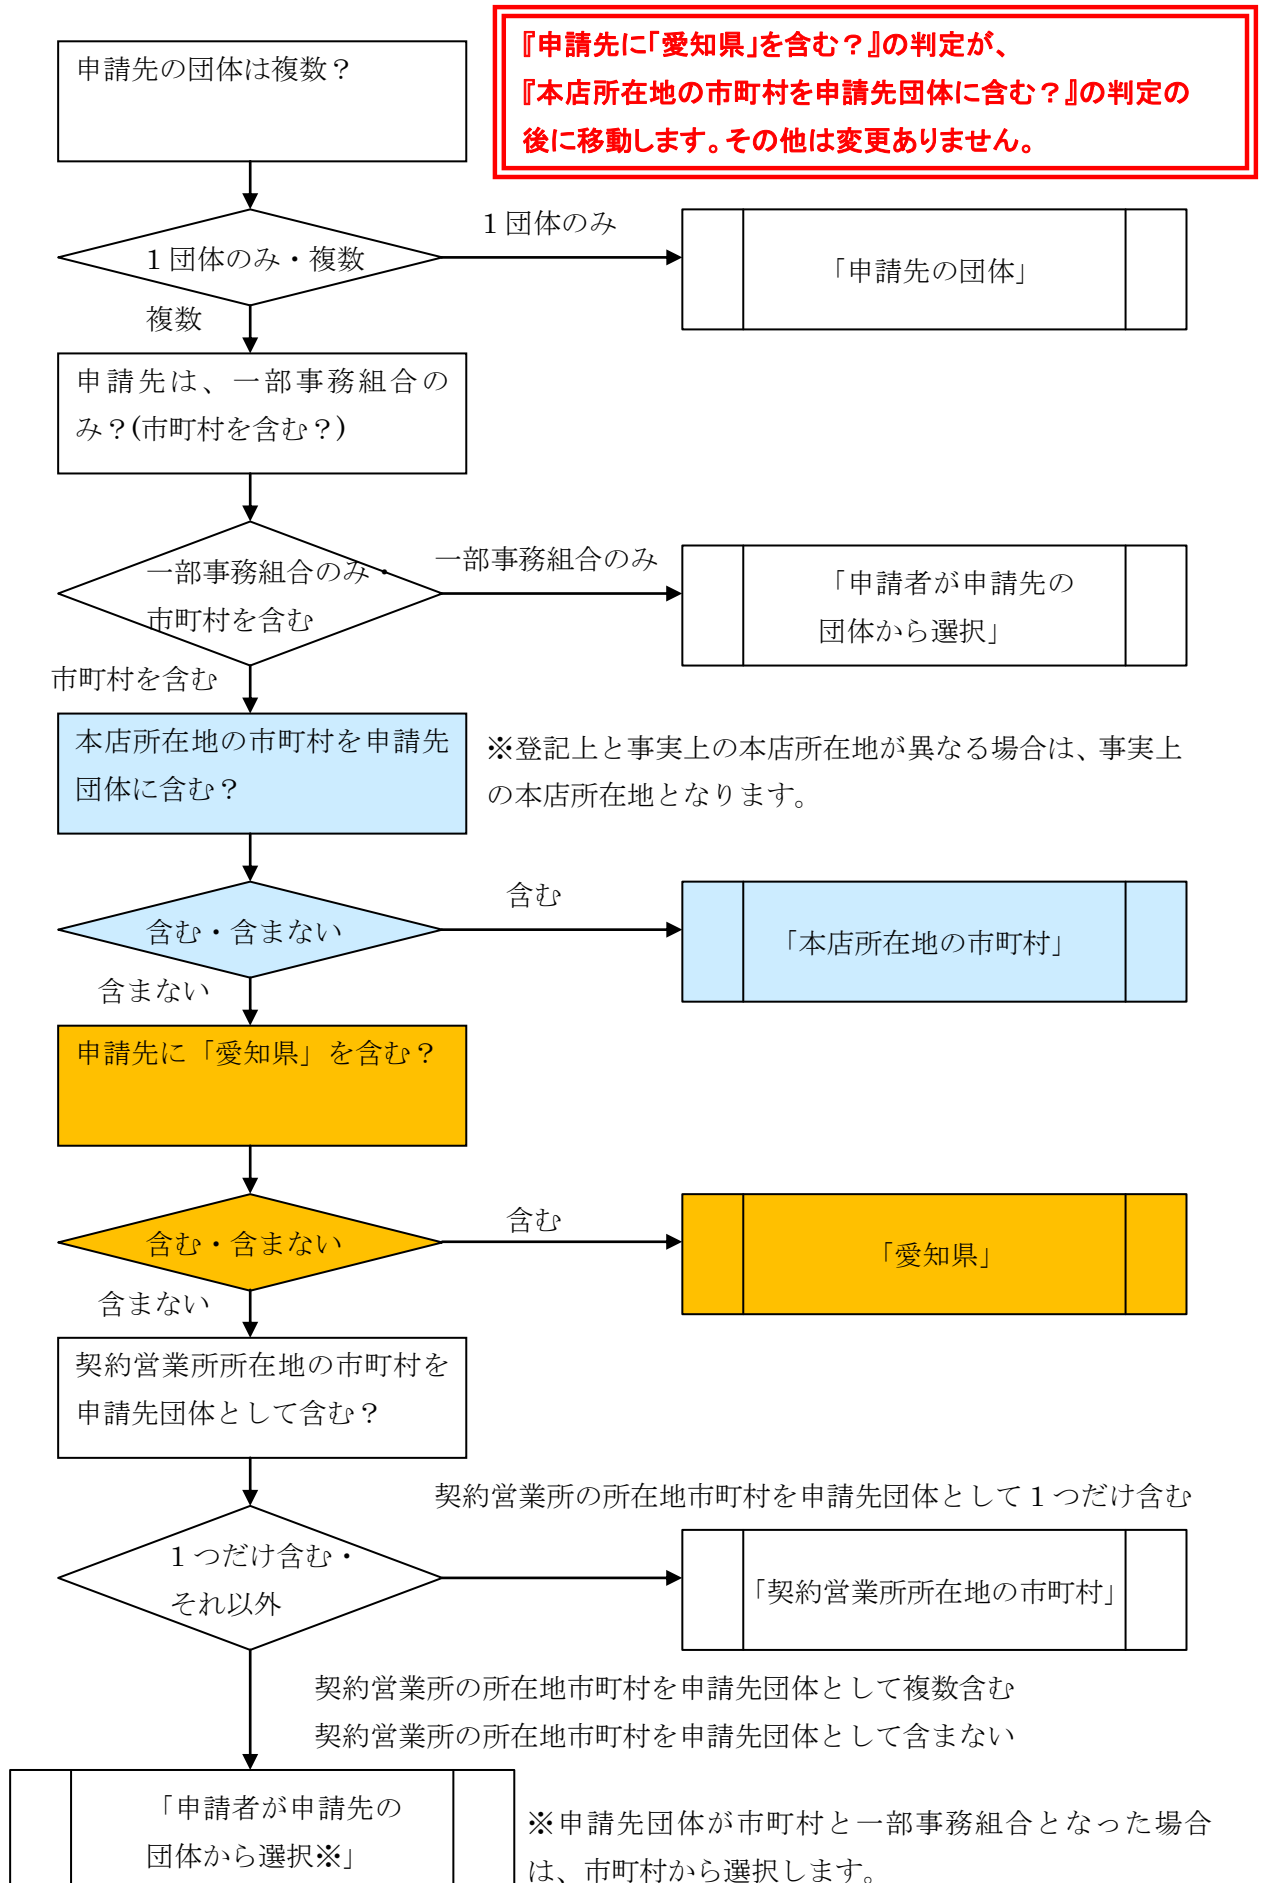 『申請先に「愛知県」を含む？』の判定が、
『本店所在地の市町村を申請先団体に含む？』の判定の
後に移動します。その他は変更ありません。
申請先の団体は複数？
１団体のみ・複数
１団体のみ
「申請先の団体」
複数
申請先は、一部事務組合の
み？(市町村を含む？)
一部事務組合のみ・
市町村を含む
一部事務組合のみ
「申請者が申請先の
団体から選択」
市町村を含む
本店所在地の市町村を申請先
団体に含む？
※登記上と事実上の本店所在地が異なる場合は、事実上
の本店所在地となります。
含む・含まない
含む
「本店所在地の市町村」
含まない
申請先に「愛知県」を含む？
含む・含まない
含む
「愛知県」
含まない
契約営業所所在地の市町村を
申請先団体として含む？
契約営業所の所在地市町村を申請先団体として１つだけ含む
１つだけ含む・
それ以外
「契約営業所所在地の市町村」
契約営業所の所在地市町村を申請先団体として複数含む
契約営業所の所在地市町村を申請先団体として含まない
「申請者が申請先の
団体から選択※」
※申請先団体が市町村と一部事務組合となった場合
は、市町村から選択します。